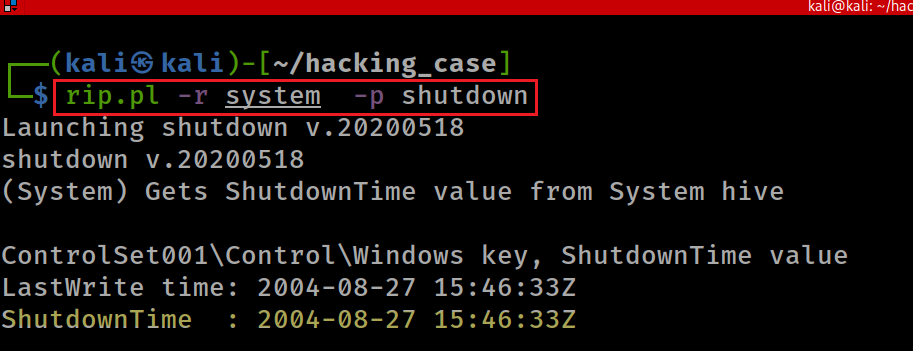 kali@kali: ~/hac
(kali㉿kali)-[~/hacking_case]
$ rip.pl -r system  -p shutdown
Launching shutdown v.20200518
shutdown v.20200518
(System) Gets ShutdownTime value from System hive
ControlSet001\Control\Windows key, ShutdownTime value
LastWrite time: 2004-08-27 15:46:33Z
ShutdownTime  : 2004-08-27 15:46:33Z